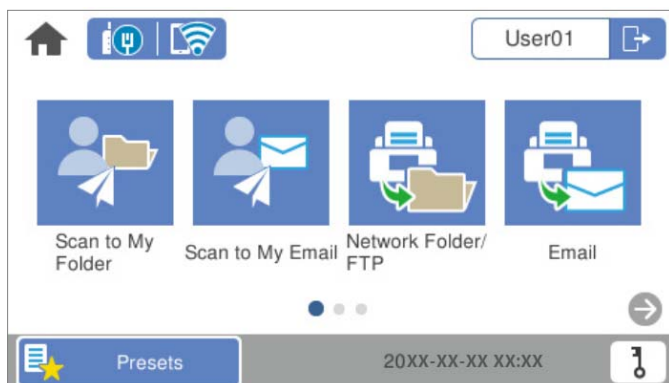 User01
Scan to My
Folder
Scan to My Email
Network Folder/
FTP
Email
Presets
20XX-XX-XX XX:XX